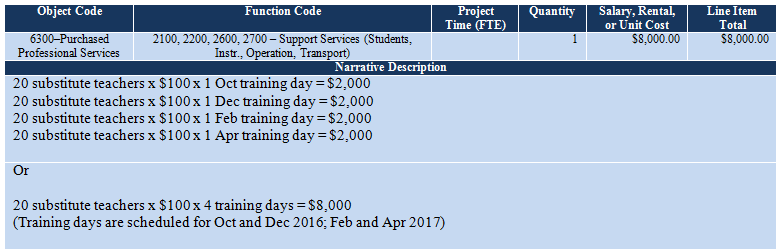 Object Code Function Code Project Time (FTE) Quantity Salary, Rental, or Unit Cost Line Item Total
6300–Purchased Professional Services 2100, 2200, 2600, 2700 – Support Services (Students, Instr., Operation, Transport) 1 $8,000.00 $8,000.00
Narrative Description
20 substitute teachers x $100 x 1 Oct training day = $2,000
20 substitute teachers x $100 x 1 Dec training day = $2,000
20 substitute teachers x $100 x 1 Feb training day = $2,000
20 substitute teachers x $100 x 1 Apr training day = $2,000
Or
20 substitute teachers x $100 x 4 training days = $8,000
(Training days are scheduled for Oct and Dec 2016; Feb and Apr 2017)